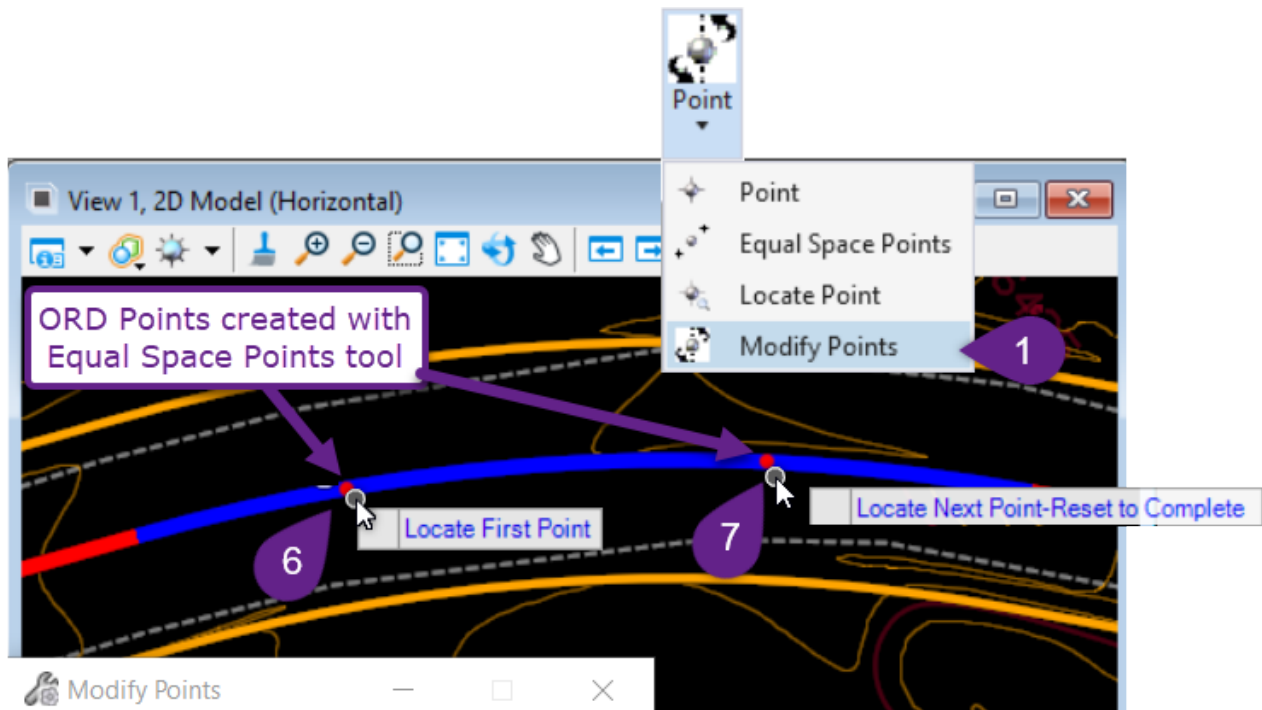 Point
View 1, 2D Model (Horizontal)
Point
Equal Space Points
Locate Point
Modify Points
1
ORD Points created with
Equal Space Points tool
Locate First Point
6
Locate Next Point-Reset to Complete
7
Modify Points